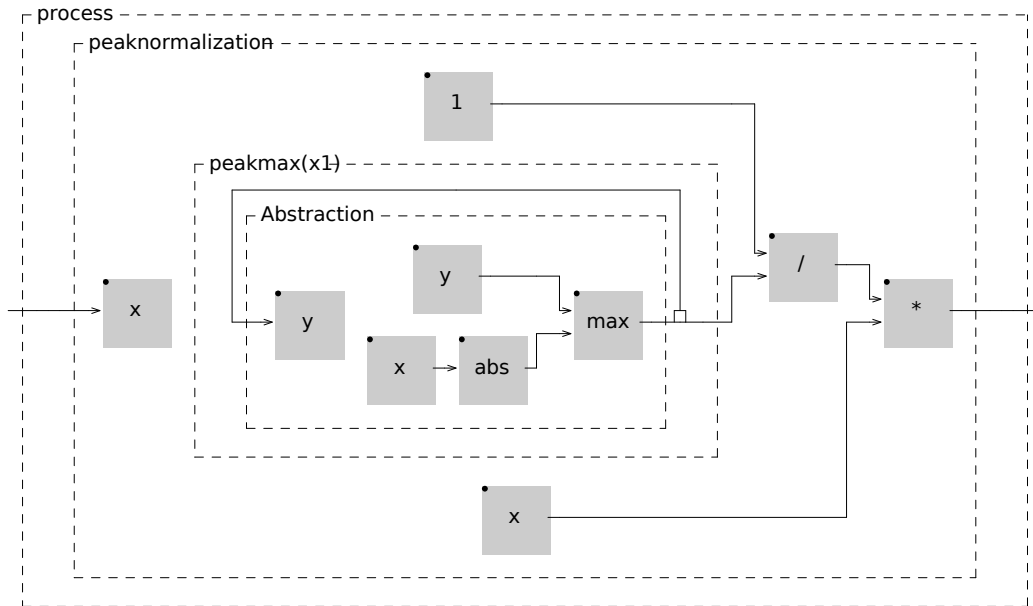 process
peaknormalization
1
peakmax(x1)
Abstraction
y
/
x
y
max
*
x
abs
x